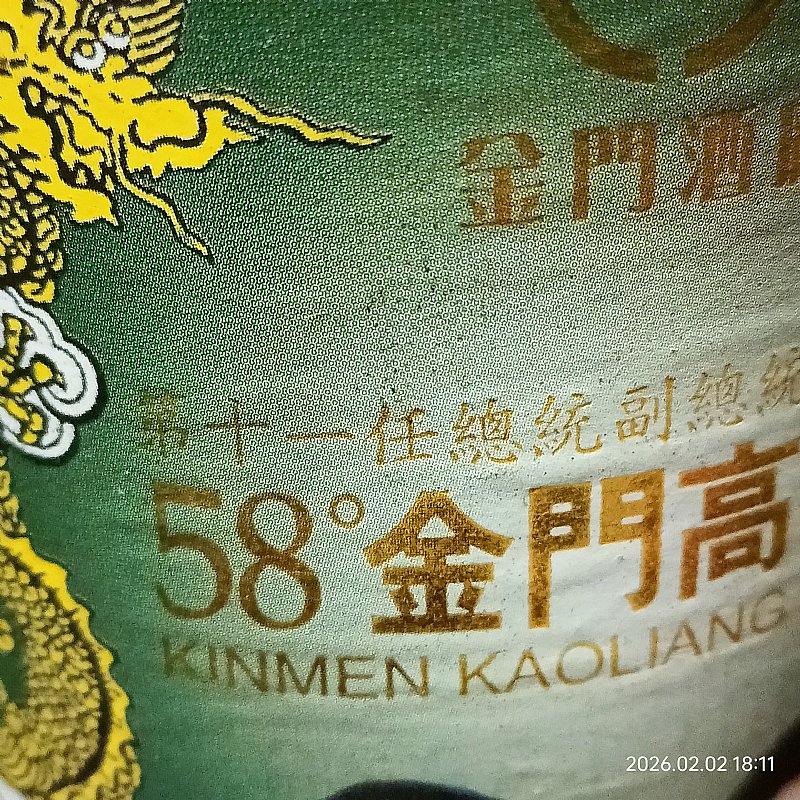 金門酒
第十一任總統副總統
58°金門高
KINMEN KAOLIANG
2026.02.02 18:11